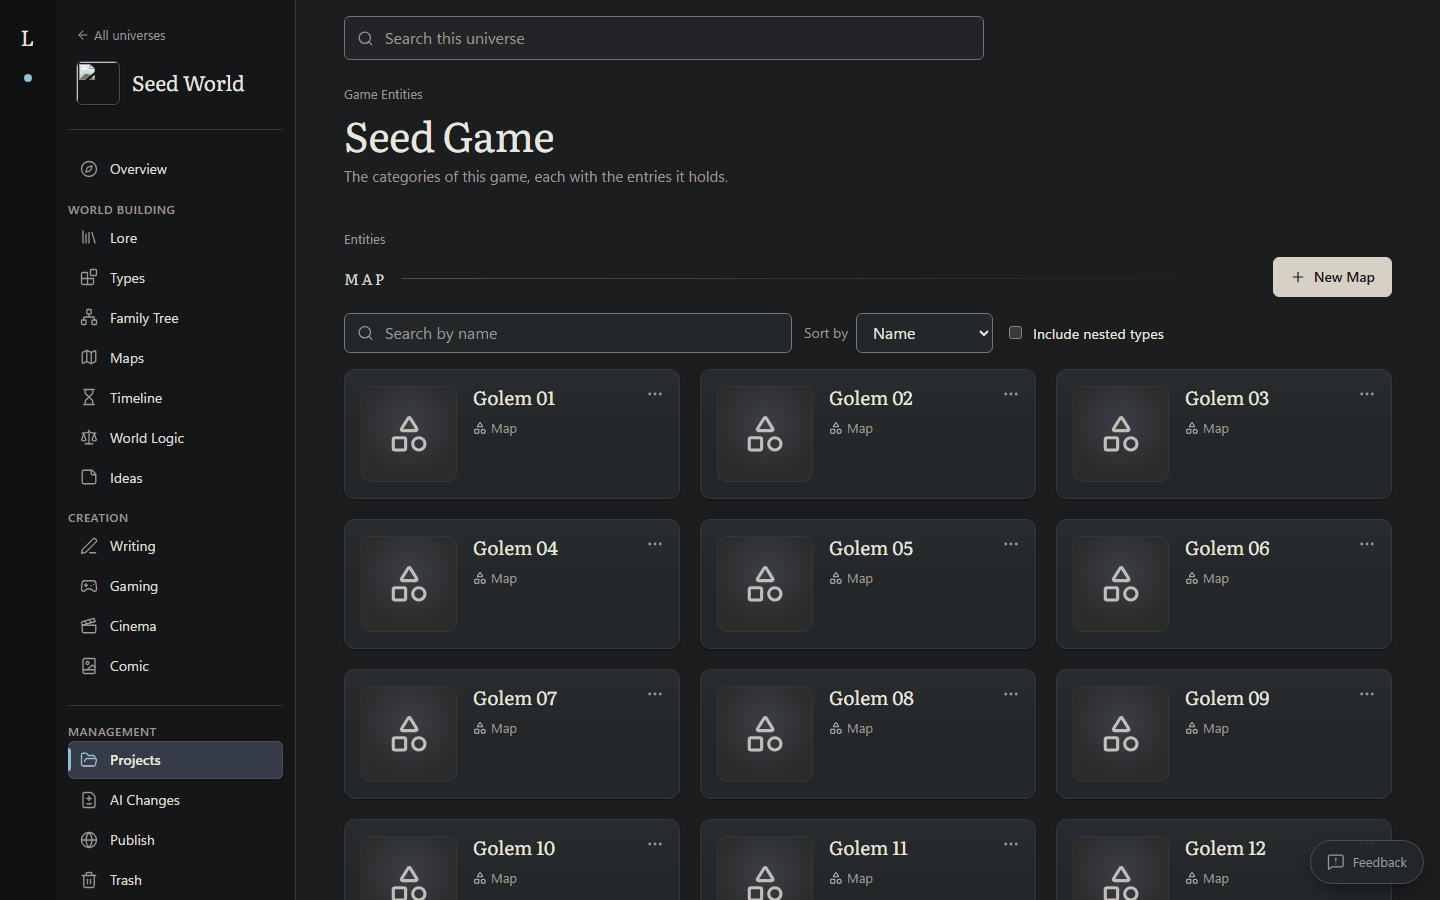 L
All universes
Seed World
Overview
WORLD BUILDING
Lore
Types
Family Tree
Maps
Timeline
World Logic
Ideas
CREATION
Writing
Gaming
Cinema
Comic
MANAGEMENT
Projects
AI Changes
Publish
Trash
Search this universe
Game Entities
Seed Game
The categories of this game, each with the entries it holds.
Entities
MAP
New Map
Search by name
Sort by
Name
Include nested types
Golem 01
Map
Golem 02
Map
Golem 03
Map
Golem 04
Map
Golem 05
Map
Golem 06
Map
Golem 07
Map
Golem 08
Map
Golem 09
Map
Golem 10
Map
Golem 11
Map
Golem 12
Map
Feedback